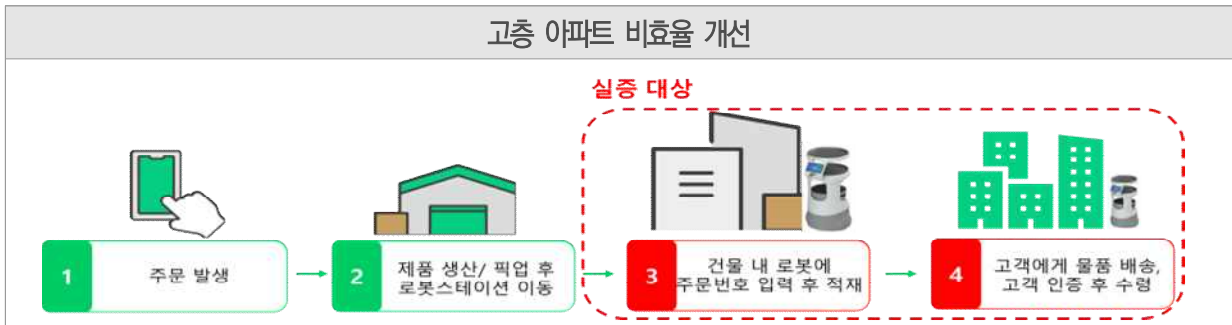 고층 아파트 비효율 개선
실증 대상
1
주문 발생
2
제품 생산/ 픽업 후
로봇스테이션 이동
3
건물 내 로봇에
주문번호 입력 후 적재
4
고객에게 물품 배송,
고객 인증 후 수령